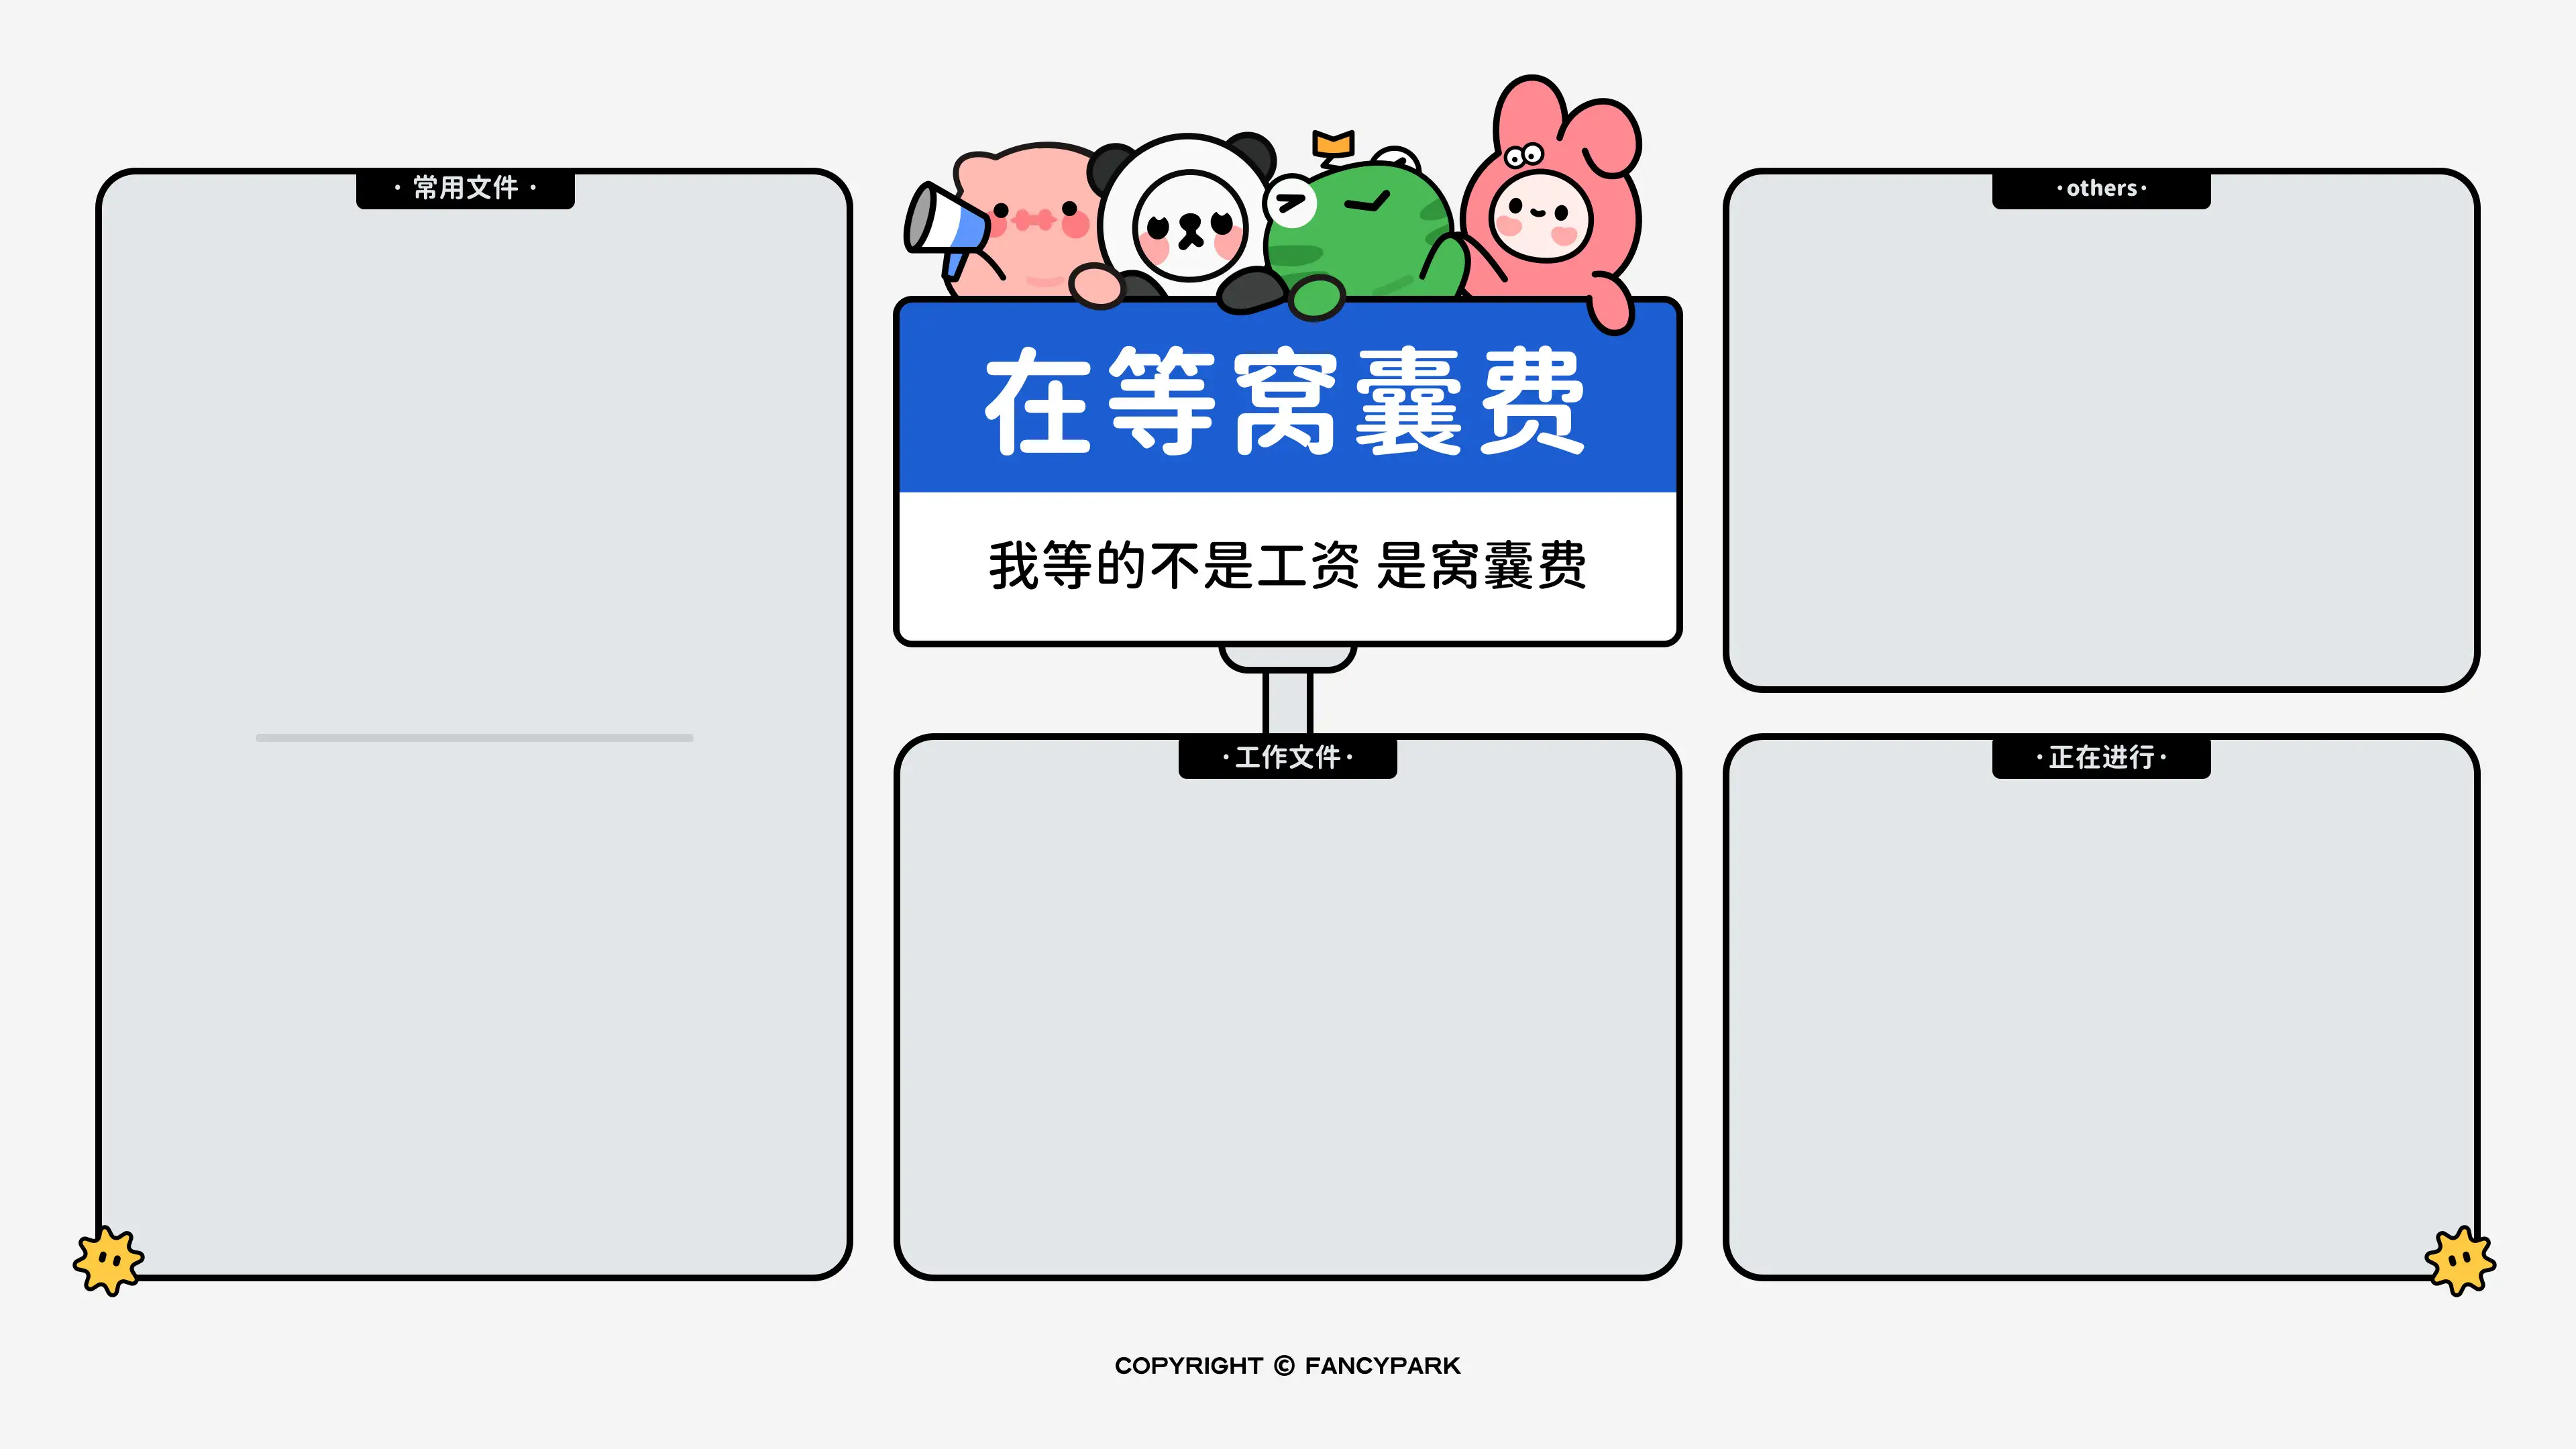 · 常用文件 ·
在等窝囊费
我等的不是工资 是窝囊费
·others·
·工作文件·
·正在进行·
COPYRIGHT © FANCYPARK